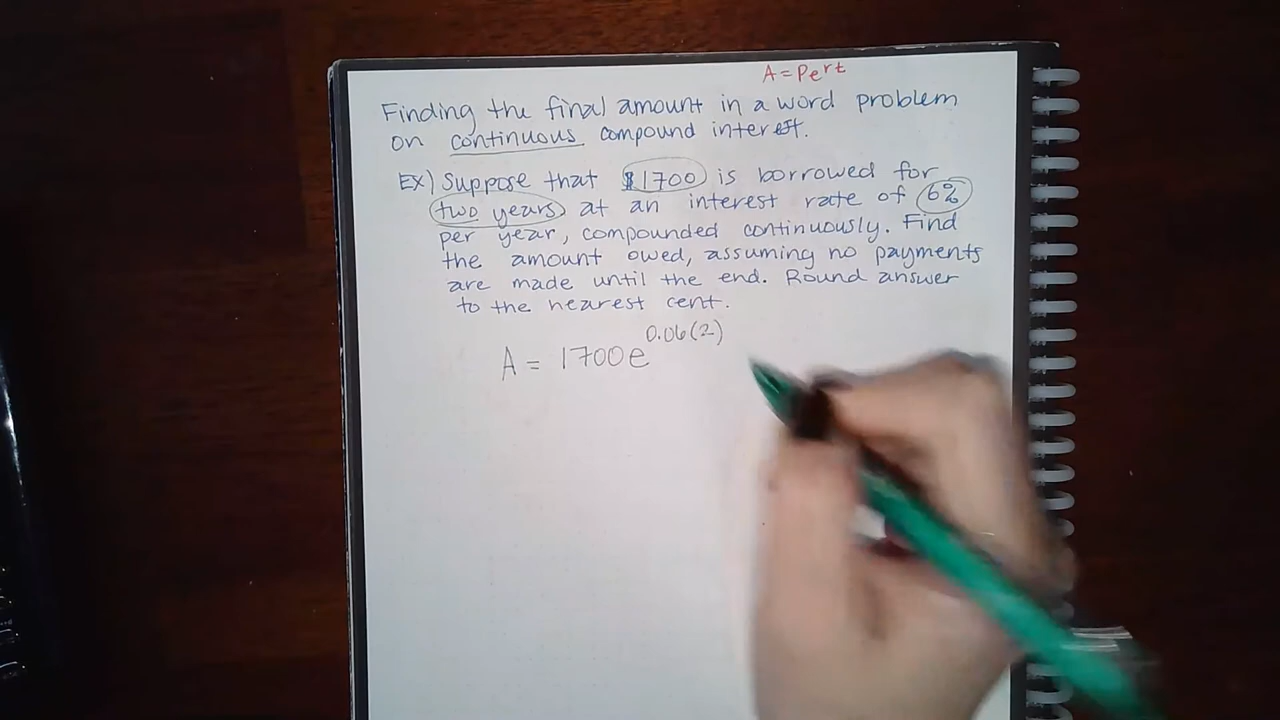 A = Pe^rt
Finding the final amount in a word problem
on continuous compound interest.
EX) Suppose that $1700 is borrowed for
two years at an interest rate of 6%
per year, compounded continuously. Find
the amount owed, assuming no payments
are made until the end. Round answer
to the nearest cent.
A = 1700e^0.06(2)